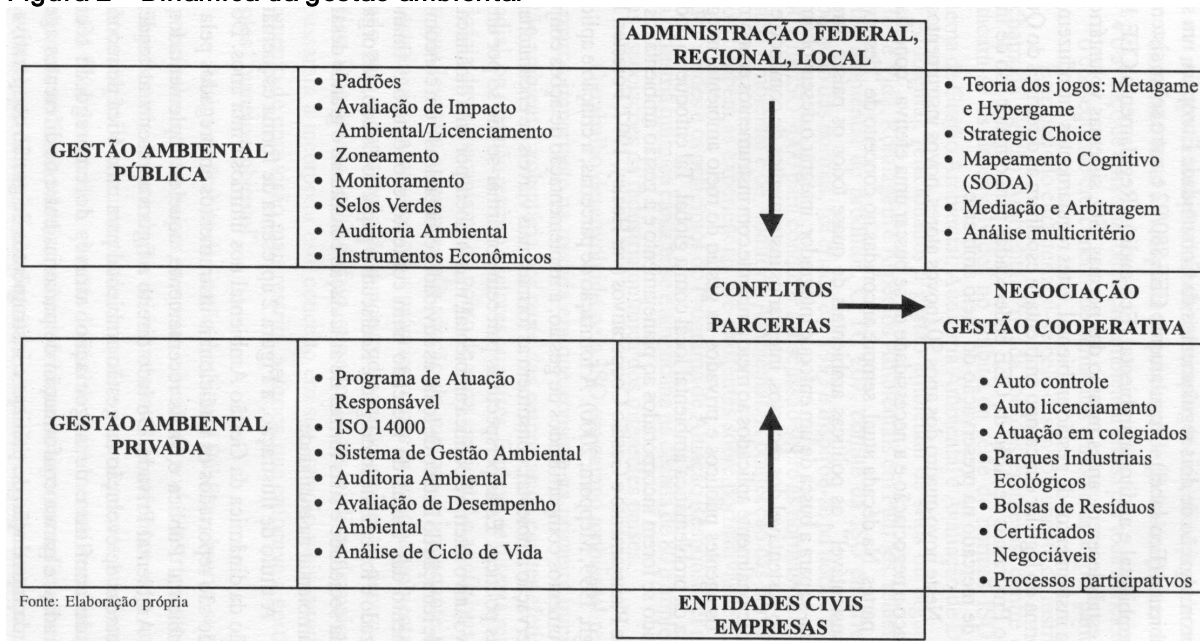 Figura 2 – Dinâmica da gestão ambiental
ADMINISTRAÇÃO FEDERAL,
REGIONAL, LOCAL
GESTÃO AMBIENTAL
PÚBLICA
• Padrões
• Avaliação de Impacto
Ambiental/Licenciamento
• Zoneamento
• Monitoramento
• Selos Verdes
• Auditoria Ambiental
• Instrumentos Econômicos
• Teoria dos jogos: Metagame
e Hypergame
• Strategic Choice
• Mapeamento Cognitivo
(SODA)
• Mediação e Arbitragem
• Análise multicritério
CONFLITOS
PARCERIAS
NEGOCIAÇÃO
GESTÃO COOPERATIVA
GESTÃO AMBIENTAL
PRIVADA
• Programa de Atuação
Responsável
• ISO 14000
• Sistema de Gestão Ambiental
• Auditoria Ambiental
• Avaliação de Desempenho
Ambiental
• Análise de Ciclo de Vida
• Auto controle
• Auto licenciamento
• Atuação em colegiados
• Parques Industriais
Ecológicos
• Bolsas de Resíduos
• Certificados
Negociáveis
• Processos participativos
Fonte: Elaboração própria
ENTIDADES CIVIS
EMPRESAS